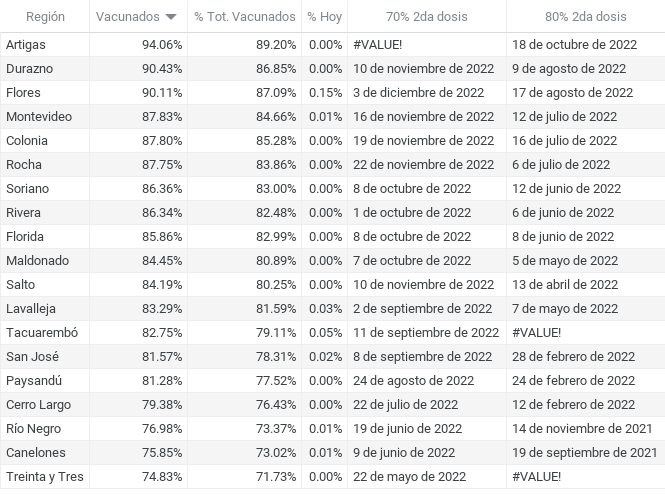 Región Vacunados % Tot. Vacunados % Hoy 70% 2da dosis 80% 2da dosis
Artigas 94.06% 89.20% 0.00% #VALUE! 18 de octubre de 2022
Durazno 90.43% 86.85% 0.00% 10 de noviembre de 2022 9 de agosto de 2022
Flores 90.11% 87.09% 0.15% 3 de diciembre de 2022 17 de agosto de 2022
Montevideo 87.83% 84.66% 0.01% 16 de noviembre de 2022 12 de julio de 2022
Colonia 87.80% 85.28% 0.00% 19 de noviembre de 2022 16 de julio de 2022
Rocha 87.75% 83.86% 0.00% 22 de noviembre de 2022 6 de julio de 2022
Soriano 86.36% 83.00% 0.00% 8 de octubre de 2022 12 de junio de 2022
Rivera 86.34% 82.48% 0.00% 1 de octubre de 2022 6 de junio de 2022
Florida 85.86% 82.99% 0.00% 8 de octubre de 2022 8 de junio de 2022
Maldonado 84.45% 80.89% 0.00% 7 de octubre de 2022 5 de mayo de 2022
Salto 84.19% 80.25% 0.00% 10 de noviembre de 2022 13 de abril de 2022
Lavalleja 83.29% 81.59% 0.03% 2 de septiembre de 2022 7 de mayo de 2022
Tacuarembó 82.75% 79.11% 0.05% 11 de septiembre de 2022 #VALUE!
San José 81.57% 78.31% 0.02% 8 de septiembre de 2022 28 de febrero de 2022
Paysandú 81.28% 77.52% 0.00% 24 de agosto de 2022 24 de febrero de 2022
Cerro Largo 79.38% 76.43% 0.00% 22 de julio de 2022 12 de febrero de 2022
Río Negro 76.98% 73.37% 0.01% 19 de junio de 2022 14 de noviembre de 2021
Canelones 75.85% 73.02% 0.01% 9 de junio de 2022 19 de septiembre de 2021
Treinta y Tres 74.83% 71.73% 0.00% 22 de mayo de 2022 #VALUE!